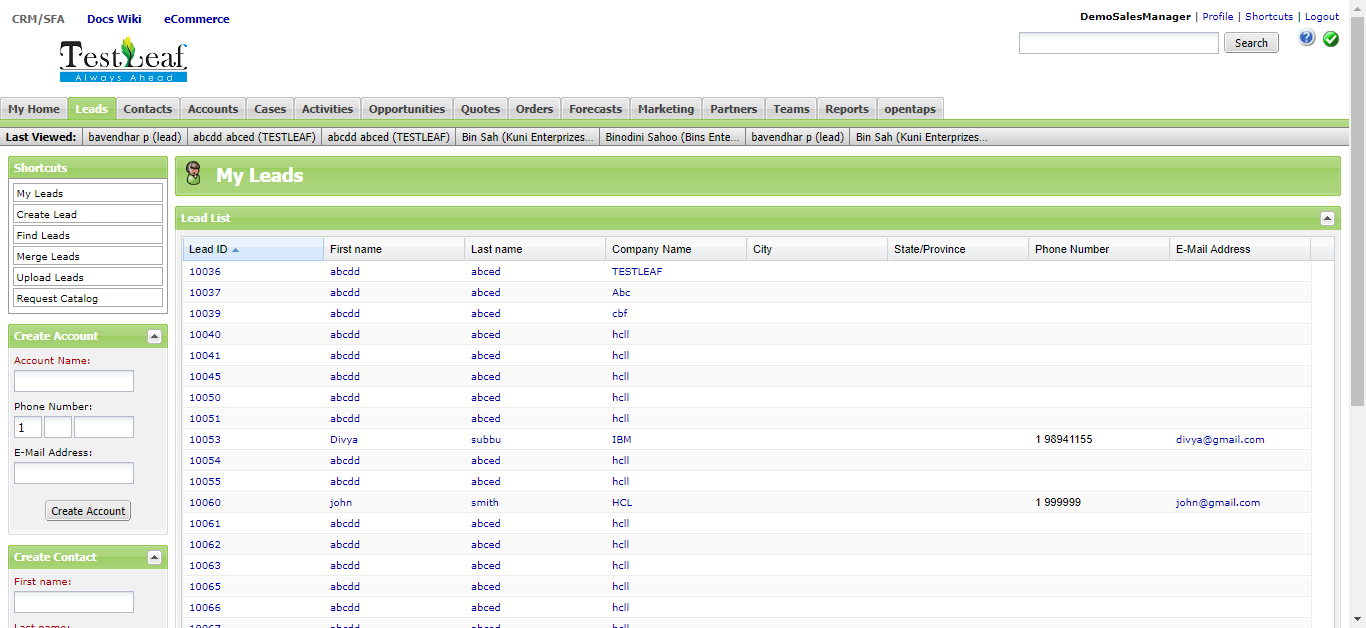 CRM/SFA Docs Wiki eCommerce
DemoSalesManager | Profile | Shortcuts | Logout
TestLeaf
Always Ahead
Search
?
My Home Leads Contacts Accounts Cases Activities Opportunities Quotes Orders Forecasts Marketing Partners Teams Reports opentaps
Last Viewed: bavendhar p (lead) abcdd abced (TESTLEAF) abcdd abced (TESTLEAF) Bin Sah (Kuni Enterprizes... Binodini Sahoo (Bins Ente... bavendhar p (lead) Bin Sah (Kuni Enterprizes...
Shortcuts
My Leads
Create Lead
Find Leads
Merge Leads
Upload Leads
Request Catalog
Create Account
Account Name:
Phone Number:
1
E-Mail Address:
Create Account
Create Contact
First name:
Last name:
My Leads
Lead List
Lead ID First name Last name Company Name City State/Province Phone Number E-Mail Address
10036 abcdd abced TESTLEAF
10037 abcdd abced Abc
10039 abcdd abced cbf
10040 abcdd abced hcll
10041 abcdd abced hcll
10045 abcdd abced hcll
10050 abcdd abced hcll
10051 abcdd abced hcll
10053 Divya subbu IBM 1 98941155 divya@gmail.com
10054 abcdd abced hcll
10055 abcdd abced hcll
10060 john smith HCL 1 999999 john@gmail.com
10061 abcdd abced hcll
10062 abcdd abced hcll
10063 abcdd abced hcll
10065 abcdd abced hcll
10066 abcdd abced hcll
10067 abcdd abced hcll